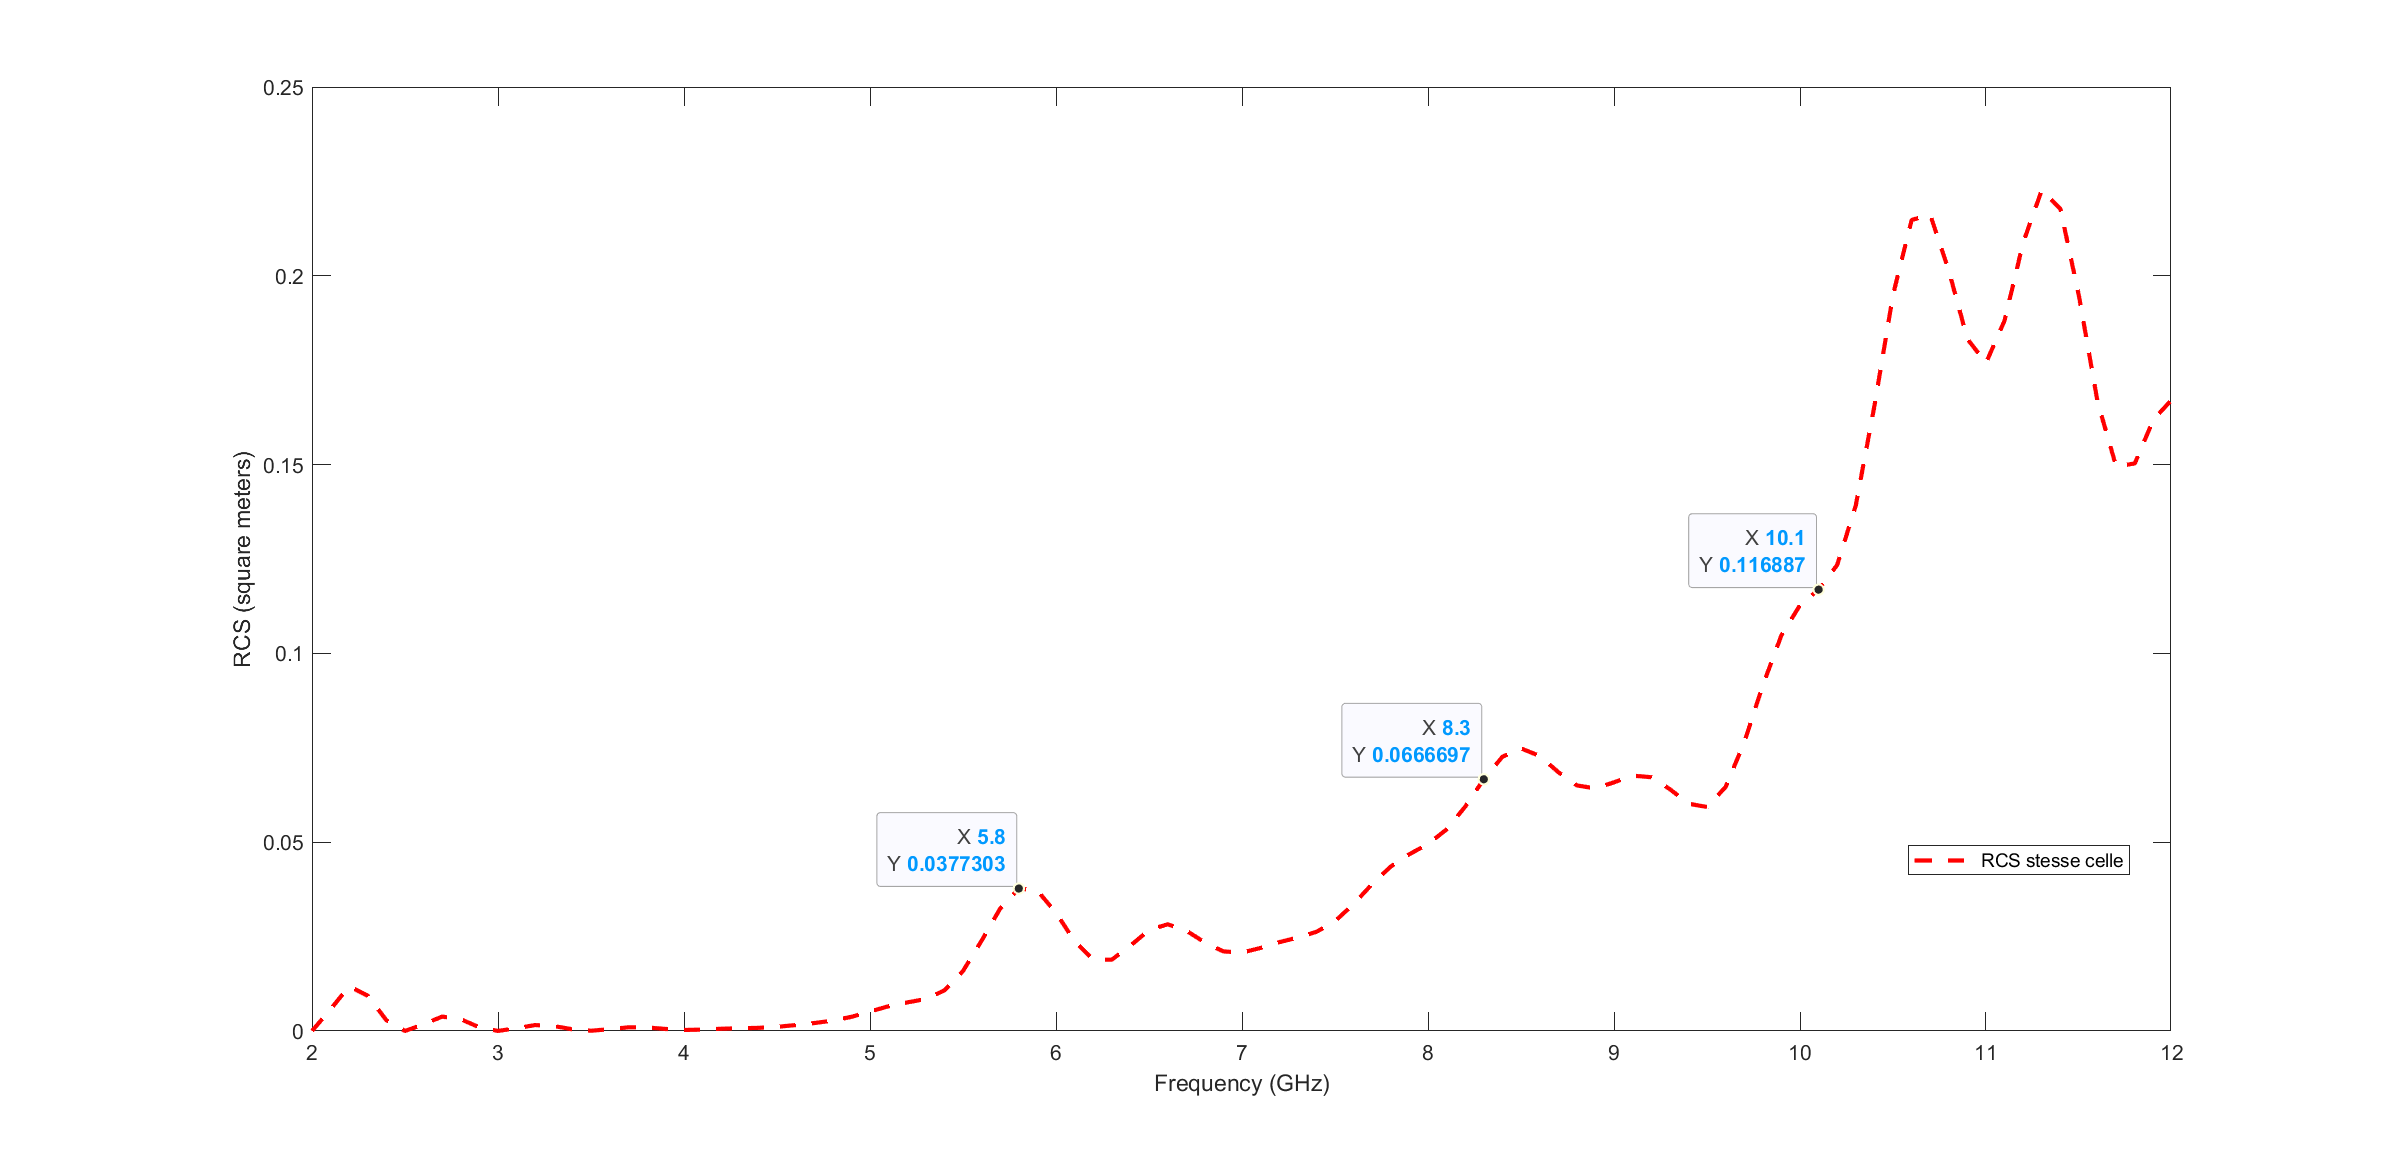 0.25
0.2
0.15
0.1
0.05
0
RCS (square meters)
X 10.1
Y 0.116887
X 8.3
Y 0.0666697
X 5.8
Y 0.0377303
RCS stesse celle
2 3 4 5 6 7 8 9 10 11 12
Frequency (GHz)